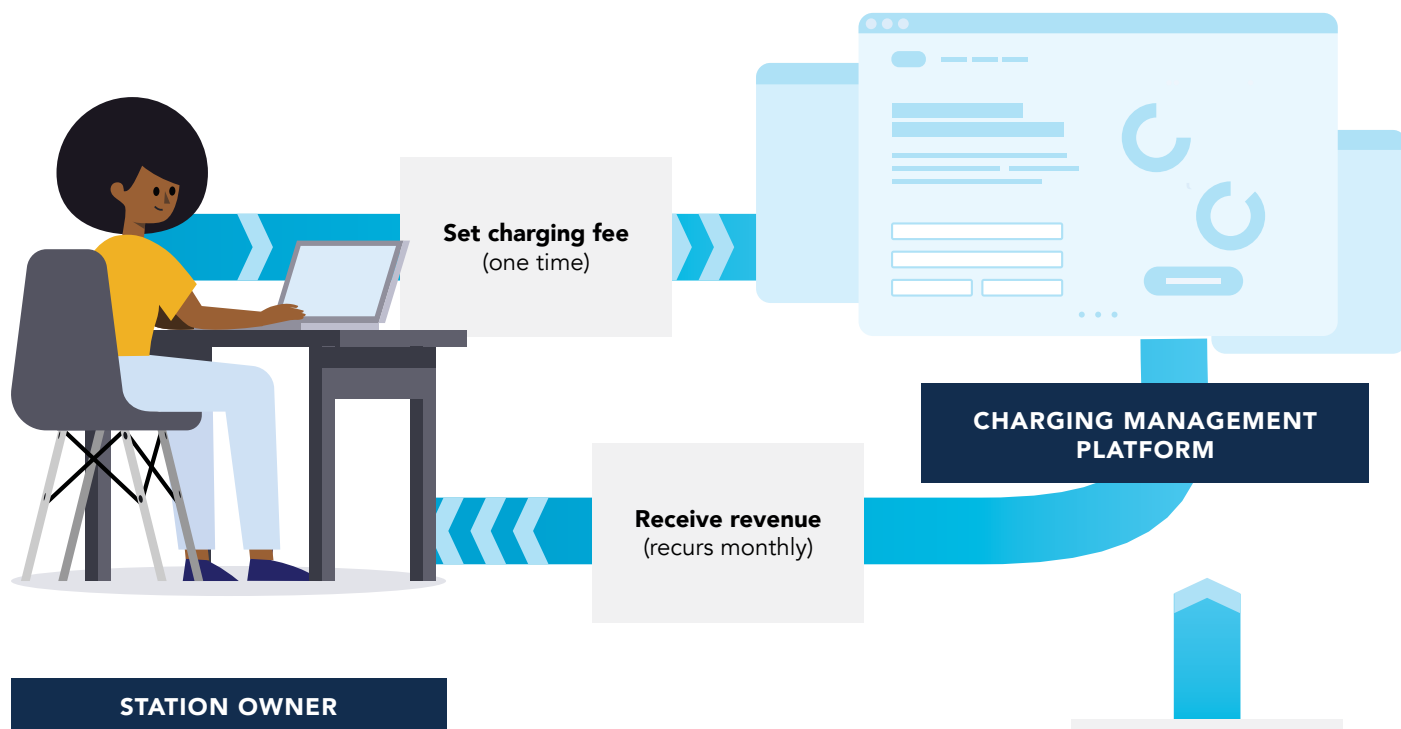 Set charging fee
(one time)
CHARGING MANAGEMENT
PLATFORM
Receive revenue
(recurs monthly)
STATION OWNER